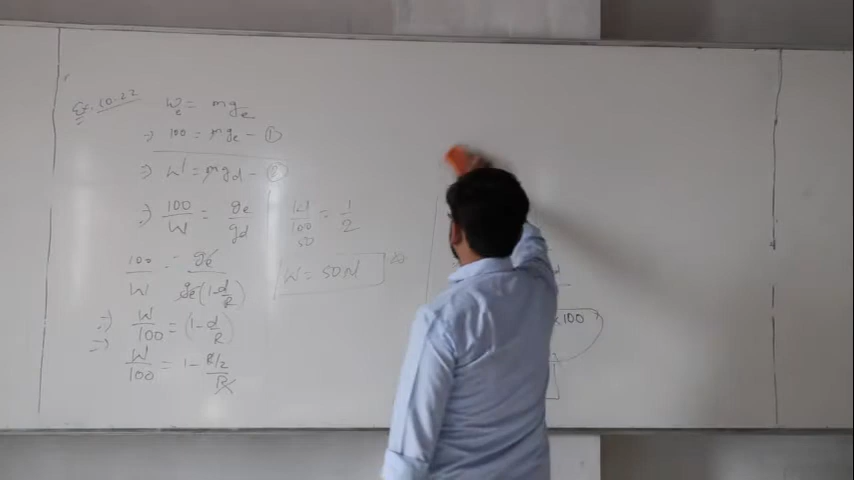 Ex. 10.22
We = mge
⇒ 100 = mge - ①
⇒ W' = mgd - ②
⇒ 100/W = ge/gd
100/W = ge/ge(1-d/R)
⇒ W/100 = (1-d/R)
⇒ W/100 = 1- R/2/R
W/100 = 1/2
50
W = 50N
x 100